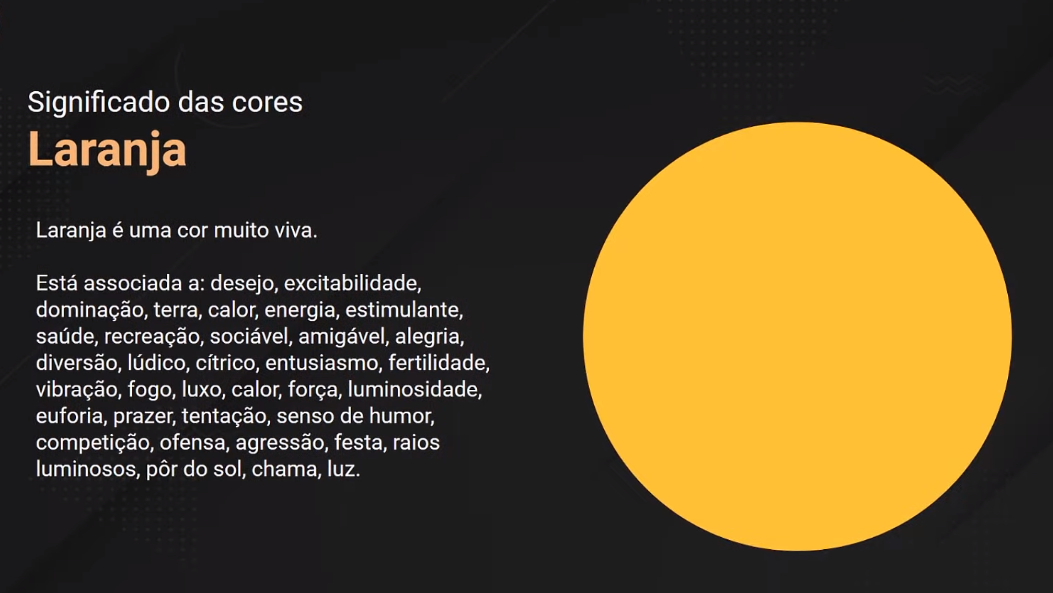 Significado das cores
Laranja
Laranja é uma cor muito viva.
Está associada a: desejo, excitabilidade,
dominação, terra, calor, energia, estimulante,
saúde, recreação, sociável, amigável, alegria,
diversão, lúdico, cítrico, entusiasmo, fertilidade,
vibração, fogo, luxo, calor, força, luminosidade,
euforia, prazer, tentação, senso de humor,
competição, ofensa, agressão, festa, raios
luminosos, pôr do sol, chama, luz.